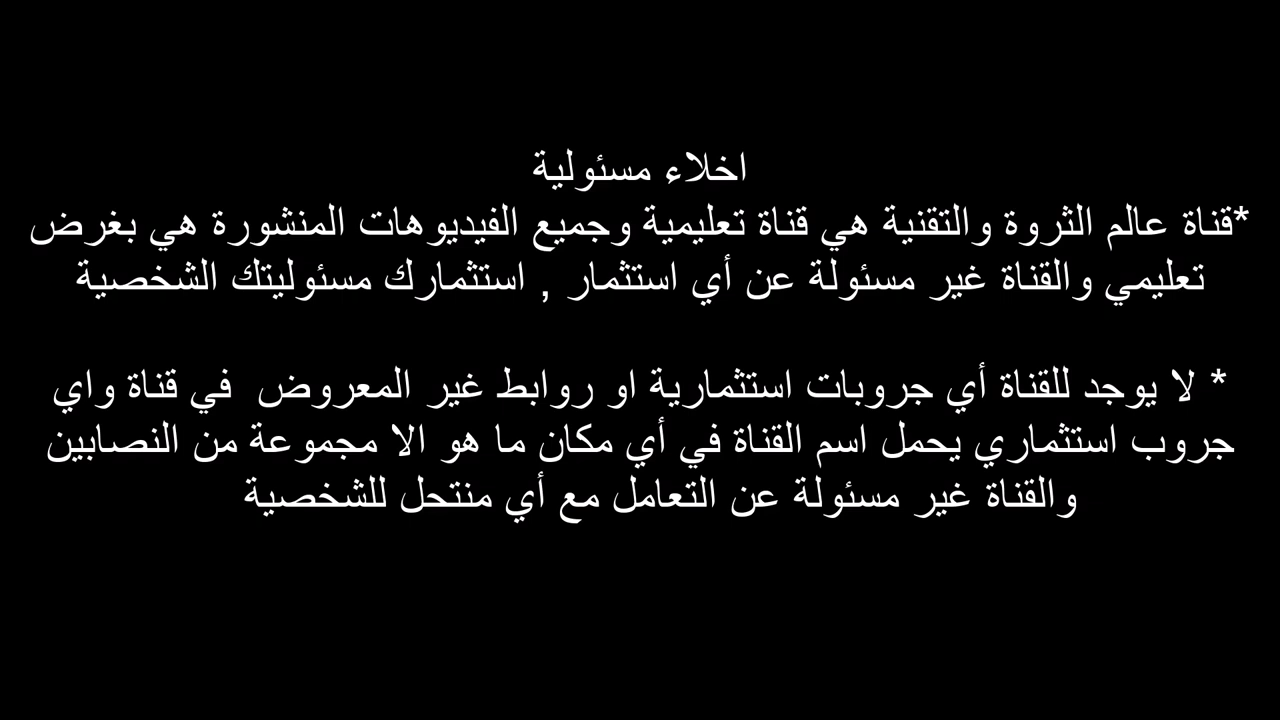 اخلاء مسئولية
*قناة عالم الثروة والتقنية هي قناة تعليمية وجميع الفيديوهات المنشورة هي بغرض
تعليمي والقناة غير مسئولة عن أي استثمار , استثمارك مسئوليتك الشخصية
* لا يوجد للقناة أي جروبات استثمارية او روابط غير المعروض في قناة واي
جروب استثماري يحمل اسم القناة في أي مكان ما هو الا مجموعة من النصابين
والقناة غير مسئولة عن التعامل مع أي منتحل للشخصية